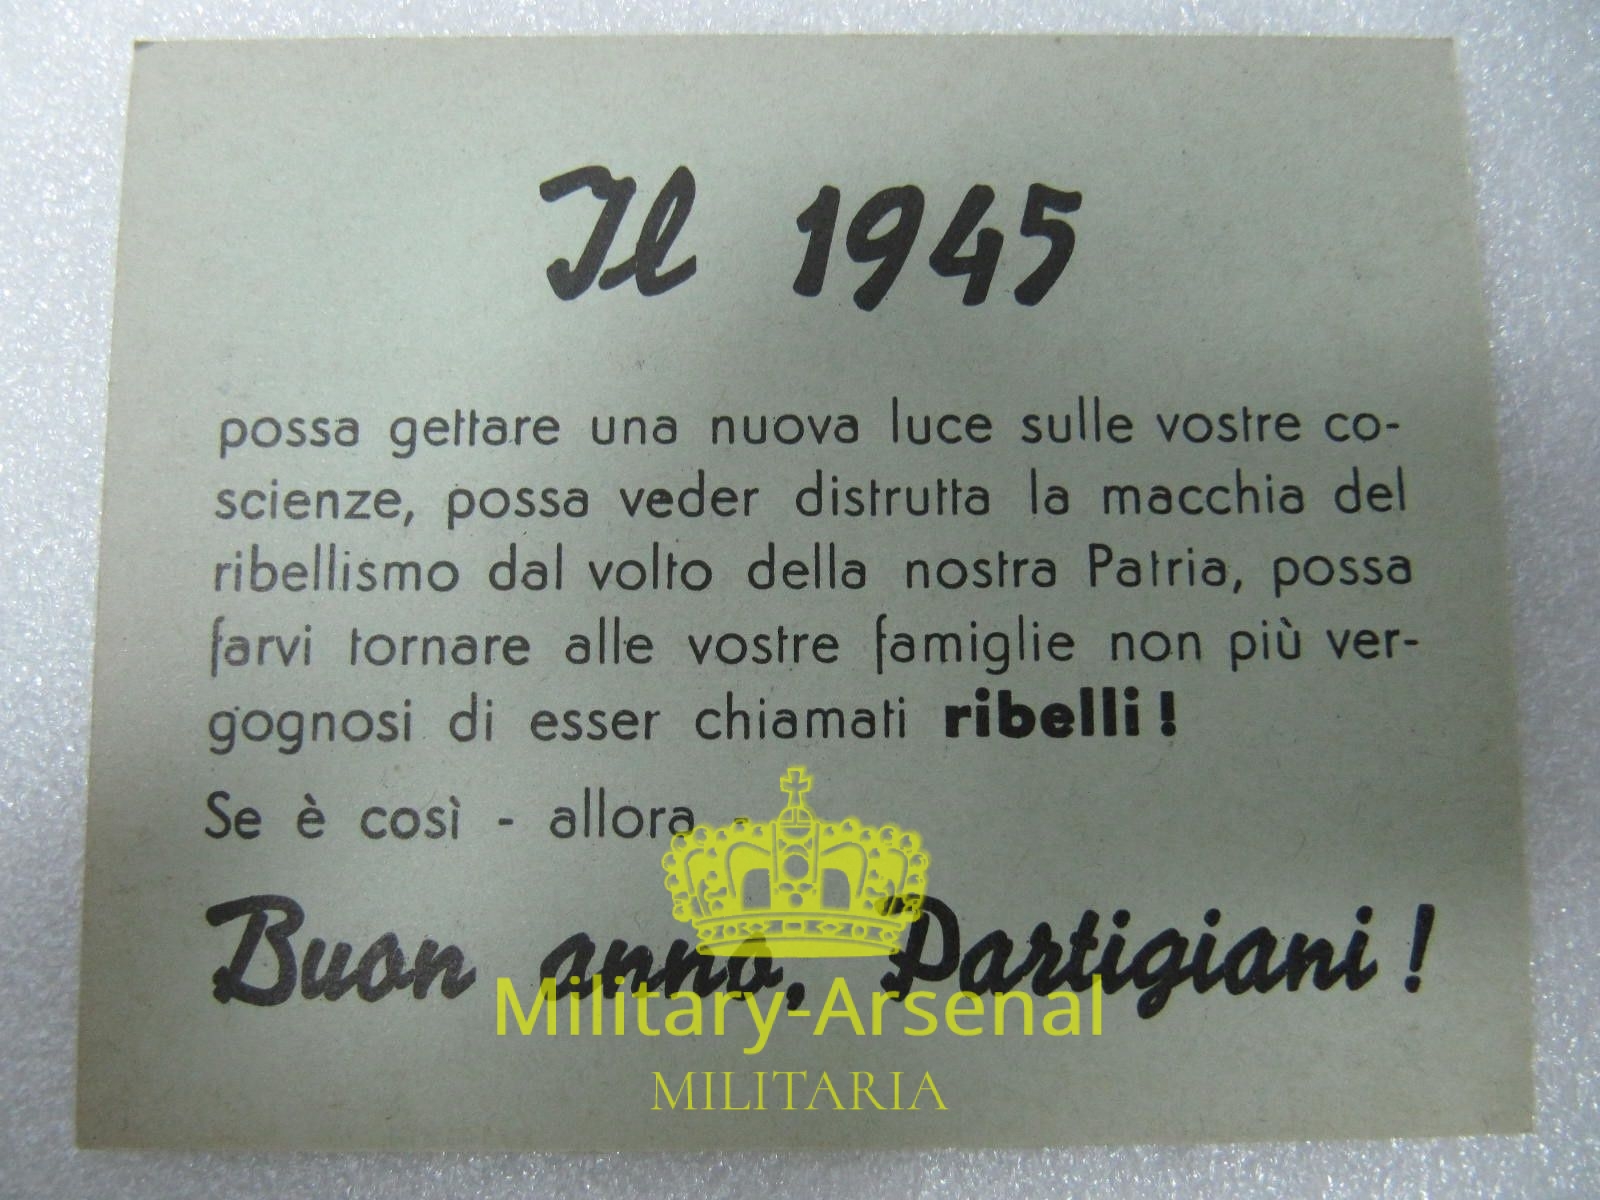 Il 1945
possa gettare una nuova luce sulle vostre co-
scienze, possa veder distrutta la macchia del
ribellismo dal volto della nostra Patria, possa
farvi tornare alle vostre famiglie non più ver-
gognosi di esser chiamati ribelli !
Se è così - allora -
Buon anno, Partigiani !
Military-Arsenal
MILITARIA